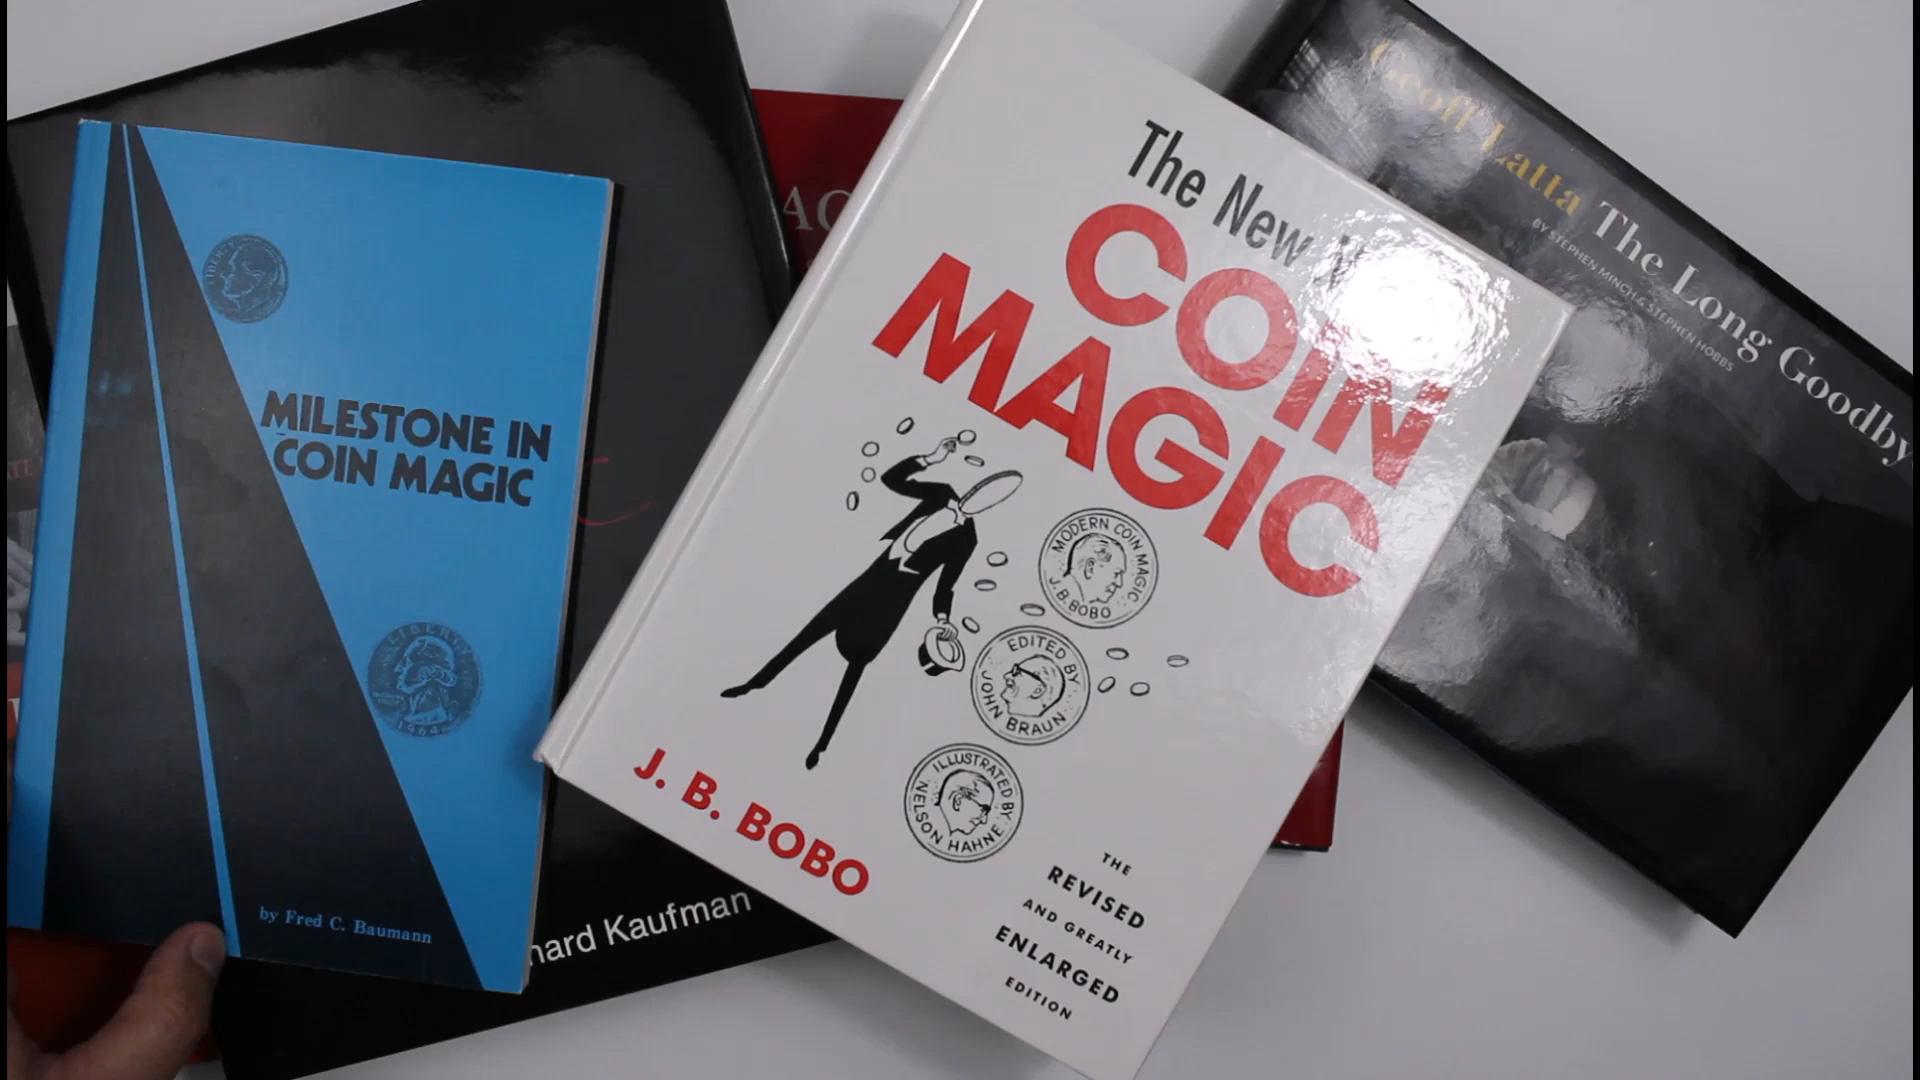 LIBERTY
MILESTONE IN
COIN MAGIC
LIBERTY
1964
by Fred C. Baumann
hard Kaufman
The New
COIN
MAGIC
MODERN COIN MAGIC
J.B. BOBO
EDITED BY
JOHN BRAUN
ILLUSTRATED BY
NELSON HAHNE
J. B. BOBO
THE
REVISED
AND GREATLY
ENLARGED
EDITION
Geoff Latta The Long Goodby
BY STEPHEN MINCH & STEPHEN HOBBS